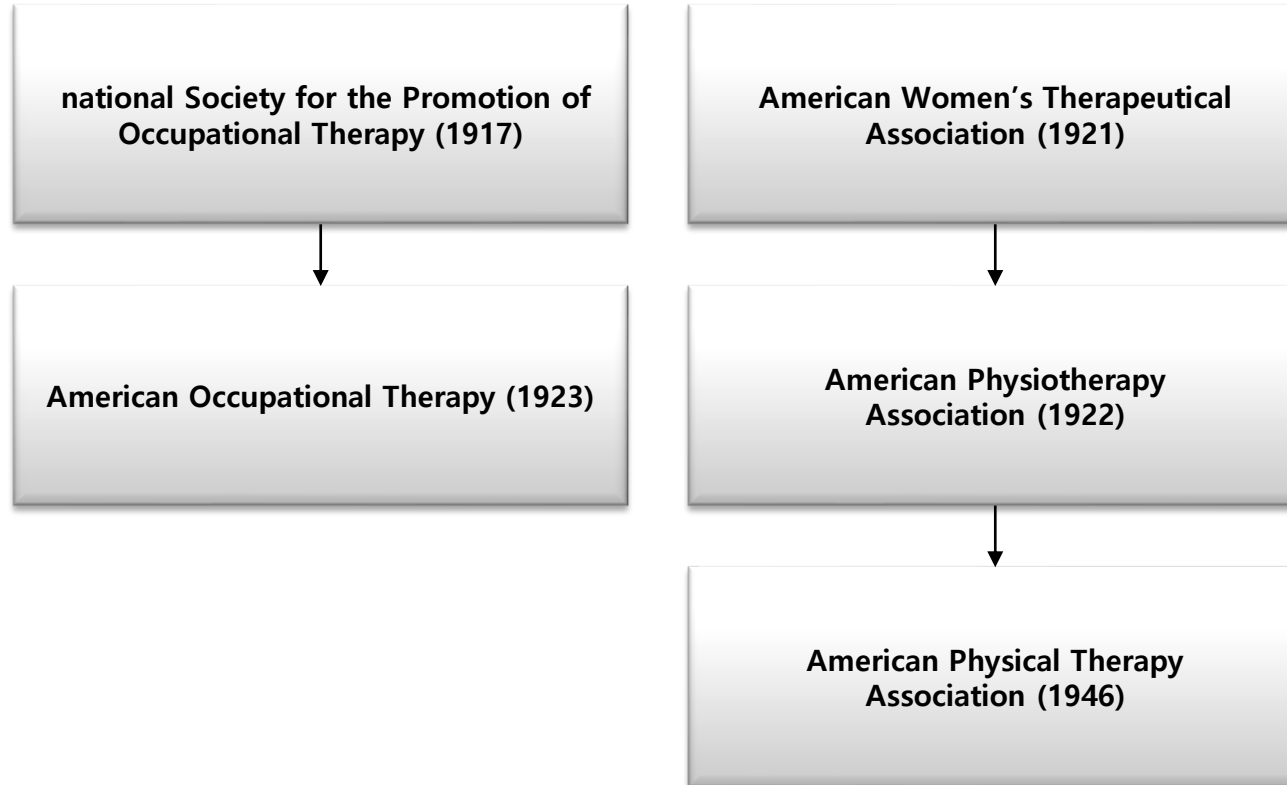 national Society for the Promotion of
Occupational Therapy (1917)
American Occupational Therapy (1923)
American Women’s Therapeutical
Association (1921)
American Physiotherapy
Association (1922)
American Physical Therapy
Association (1946)